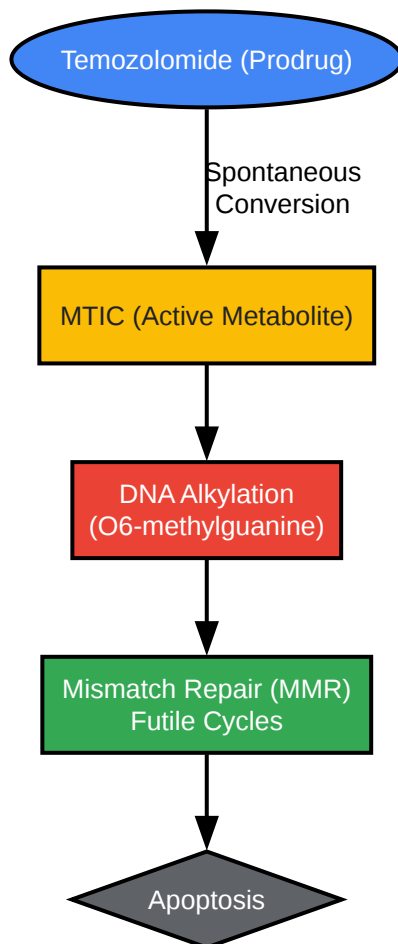 Temozolomide (Prodrug)
Spontaneous
Conversion
MTIC (Active Metabolite)
DNA Alkylation
(O6-methylguanine)
Mismatch Repair (MMR)
Futile Cycles
Apoptosis